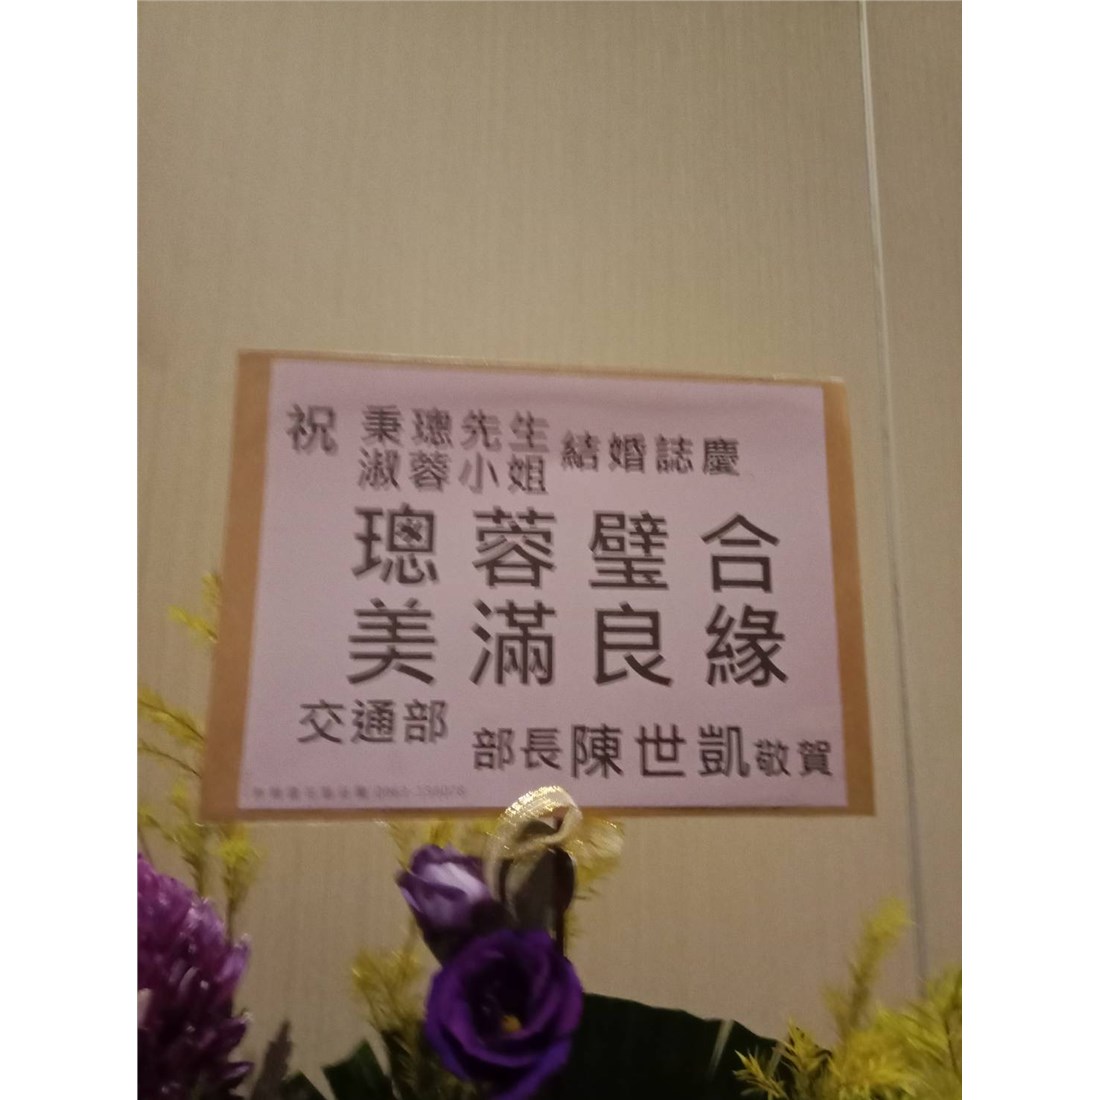 祝 秉璁先生 結婚誌慶
淑蓉小姐
璁蓉璧合
美滿良緣
交通部
部長陳世凱敬賀